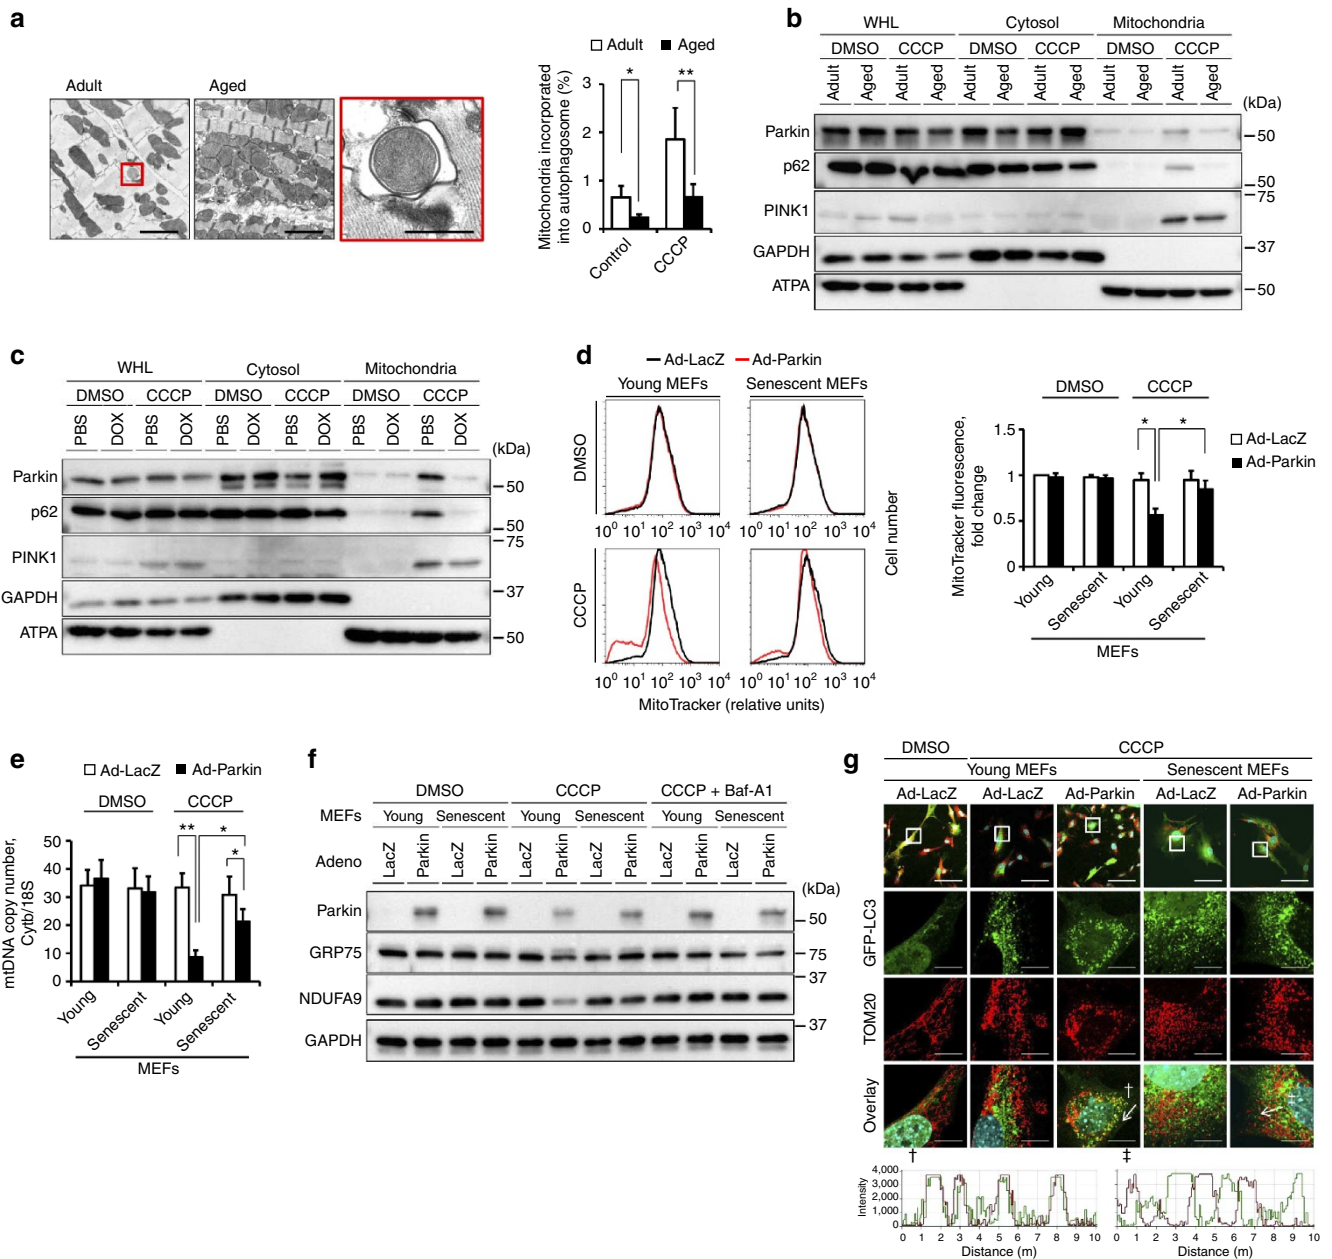 a
Adult
Aged
Adult Aged
Mitochondria incorporated
into autophagosome (%)
3
2
1
0
*
**
Control
CCCP
b
WHL Cytosol Mitochondria
DMSO CCCP DMSO CCCP DMSO CCCP
Adult Aged Adult Aged Adult Aged Adult Aged Adult Aged Adult Aged
(kDa)
Parkin 50
p62 50
PINK1 75
GAPDH 37
ATPA 50
c
WHL Cytosol Mitochondria
DMSO CCCP DMSO CCCP DMSO CCCP
PBS DOX PBS DOX PBS DOX PBS DOX PBS DOX PBS DOX
(kDa)
Parkin 50
p62 50
PINK1 75
GAPDH 37
ATPA 50
d
Ad-LacZ Ad-Parkin
Young MEFs Senescent MEFs
DMSO
10⁰ 10¹ 10² 10³ 10⁴ 10⁰ 10¹ 10² 10³ 10⁴
CCCP
10⁰ 10¹ 10² 10³ 10⁴ 10⁰ 10¹ 10² 10³ 10⁴
MitoTracker (relative units)
Cell number
DMSO CCCP
MitoTracker fluorescence,
fold change
1.5
1
0.5
0
* *
Ad-LacZ
Ad-Parkin
Young Senescent Young Senescent
MEFs
e
Ad-LacZ Ad-Parkin
DMSO CCCP
mtDNA copy number,
Cytb/18S
50
40
30
20
10
0
** *
*
Young Senescent Young Senescent
MEFs
f
DMSO CCCP CCCP + Baf-A1
MEFs Young Senescent Young Senescent Young Senescent
Adeno LacZ Parkin LacZ Parkin LacZ Parkin LacZ Parkin LacZ Parkin LacZ Parkin
(kDa)
Parkin 50
GRP75 75
NDUFA9 37
GAPDH 37
g
DMSO CCCP
Young MEFs Senescent MEFs
Ad-LacZ Ad-LacZ Ad-Parkin Ad-LacZ Ad-Parkin
GFP-LC3
TOM20
Overlay
† ‡
† ‡
Intensity
4,000
3,000
2,000
1,000
0
0 1 2 3 4 5 6 7 8 9 10 0 1 2 3 4 5 6 7 8 9 10
Distance (m) Distance (m)